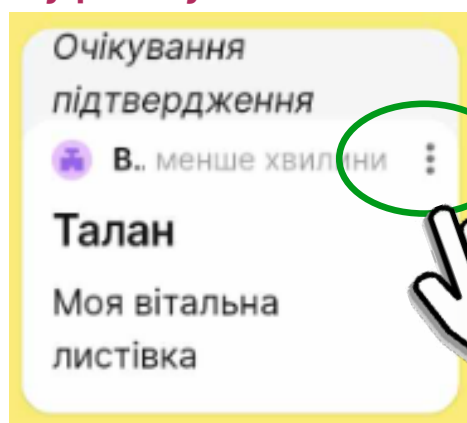 Очікування
підтвердження
В.. менше хвилини
Талан
Моя вітальна
листівка